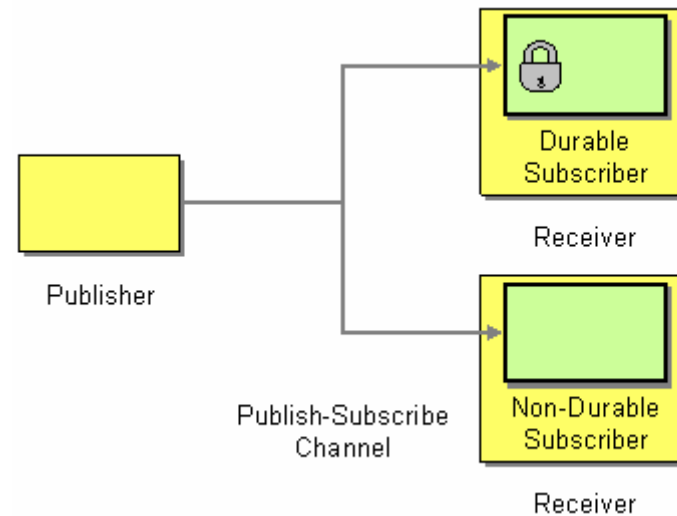 Durable
Subscriber
Receiver
Publisher
Publish-Subscribe
Channel
Non-Durable
Subscriber
Receiver